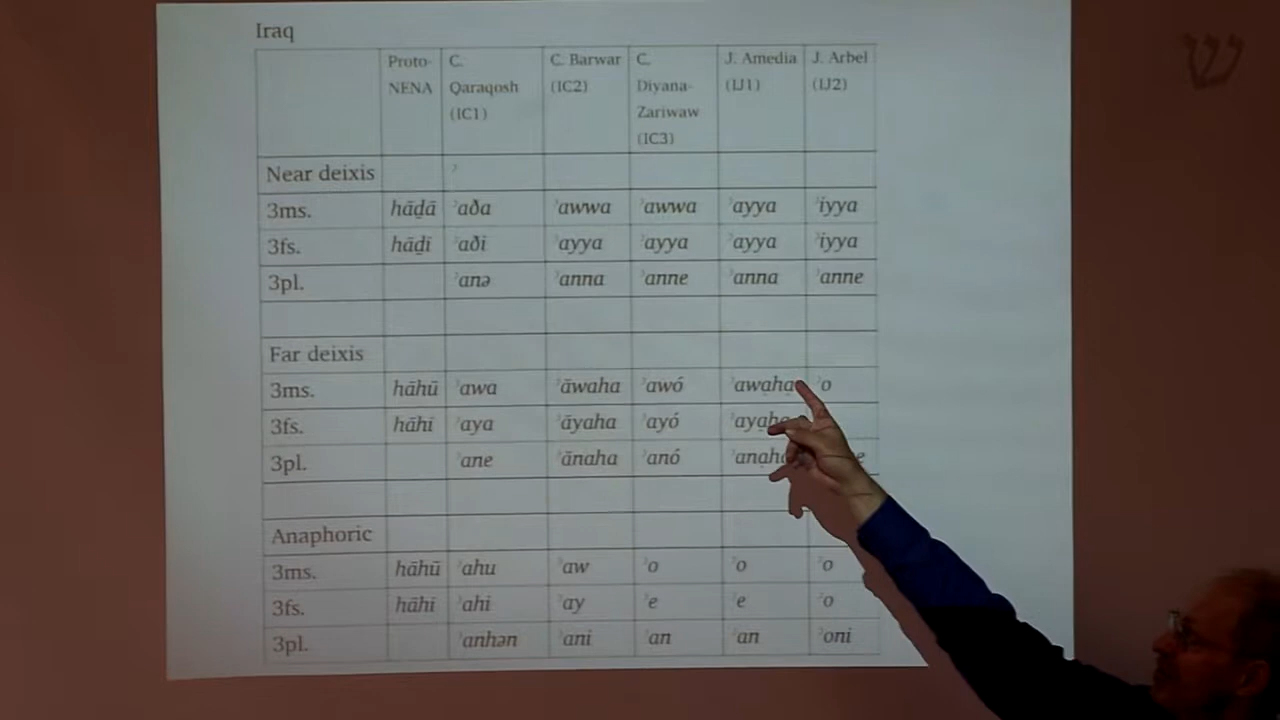 Iraq
Proto-NENA C. Qaraqosh (IC1) C. Barwar (IC2) C. Diyana-Zariwaw (IC3) J. Amedia (IJ1) J. Arbel (IJ2)
Near deixis ʾ
3ms. hāḏā ʾaða ʾawwa ʾawwa ʾayya ʾiyya
3fs. hāḏī ʾaði ʾayya ʾayya ʾayya ʾiyya
3pl. ʾanə ʾanna ʾanne ʾanna ʾanne
Far deixis
3ms. hāhū ʾawa ʾāwaha ʾawó ʾawạhạ ʾo
3fs. hāhī ʾaya ʾāyaha ʾayó
3pl. ʾane ʾānaha ʾanó
Anaphoric
3ms. hāhū ʾahu ʾaw ʾo ʾo ʾo
3fs. hāhī ʾahi ʾay ʾe ʾe ʾo
3pl. ʾanhən ʾani ʾan ʾan ʾoni
ש